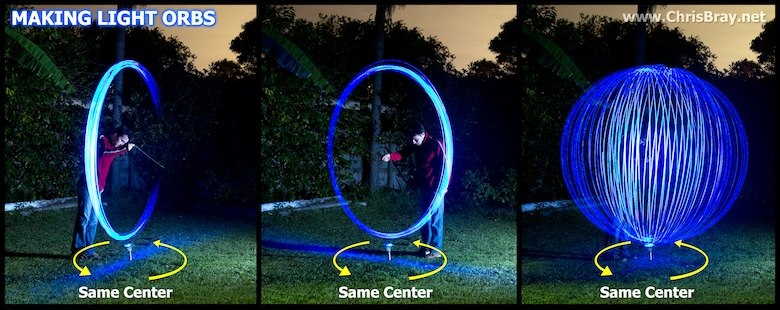 MAKING LIGHT ORBS
www.ChrisBray.net
Same Center
Same Center
Same Center